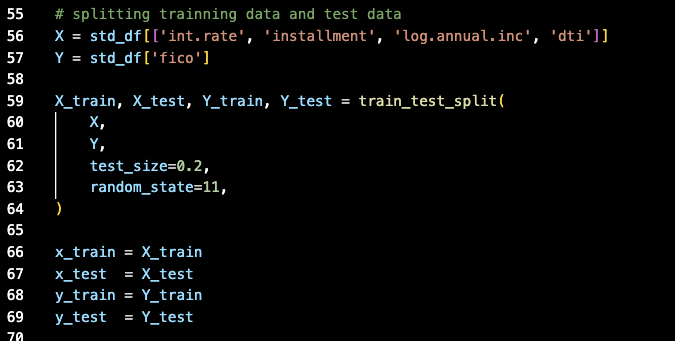 55 # splitting trainning data and test data
56 X = std_df[['int.rate', 'installment', 'log.annual.inc', 'dti']]
57 Y = std_df['fico']
58
59 X_train, X_test, Y_train, Y_test = train_test_split(
60     X,
61     Y,
62     test_size=0.2,
63     random_state=11,
64 )
65
66 x_train = X_train
67 x_test  = X_test
68 y_train = Y_train
69 y_test  = Y_test
70